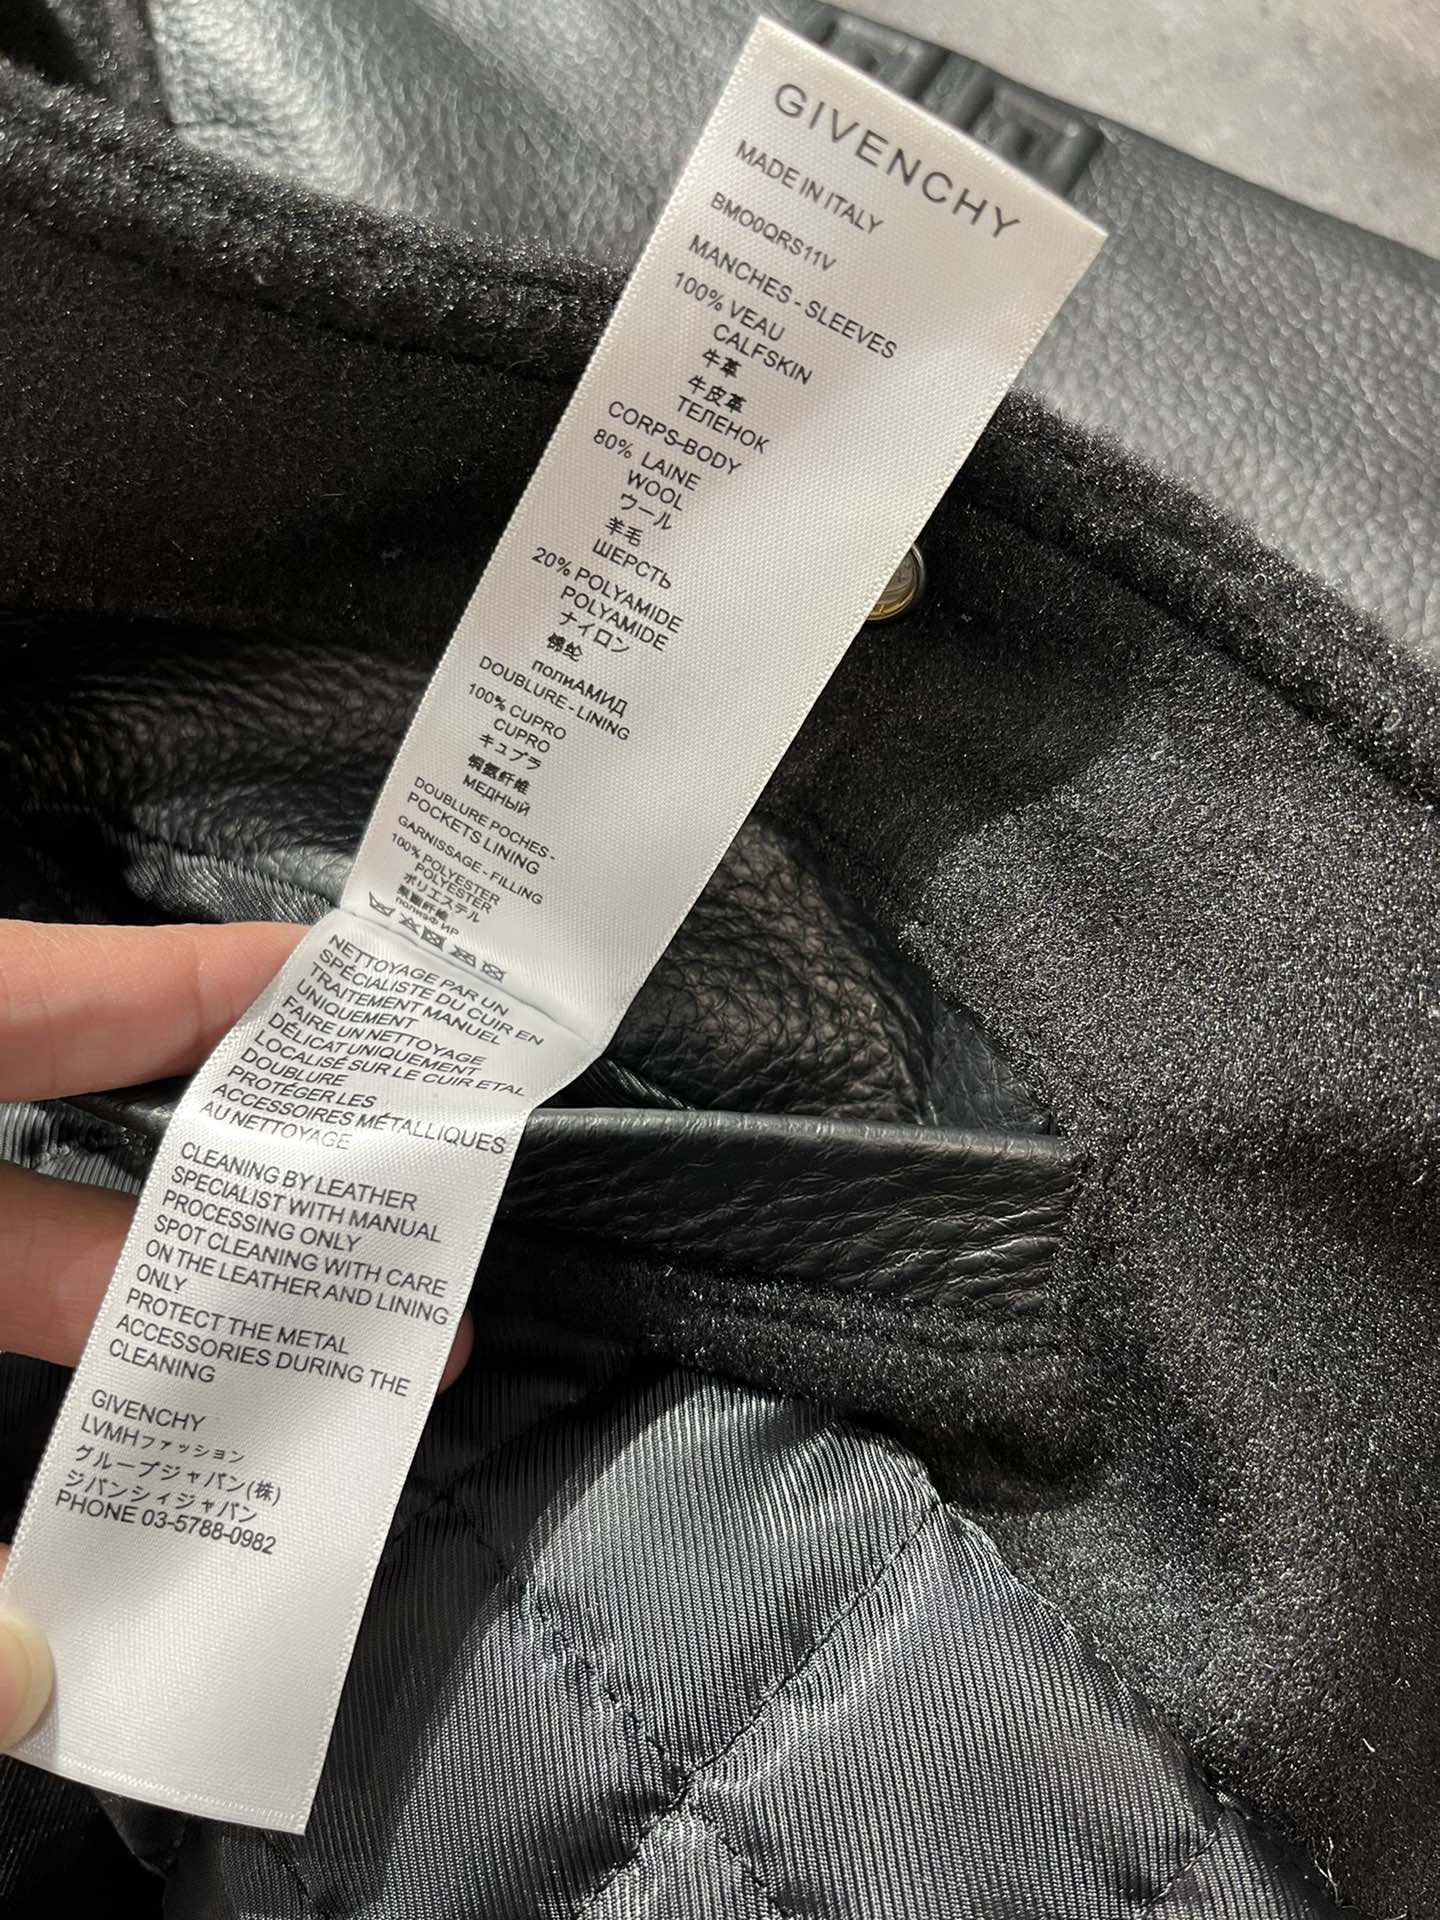 GIVENCHY
MADE IN ITALY
BMO0QRS11V
MANCHES - SLEEVES
100% VEAU
CALFSKIN
牛革
牛皮革
ТЕЛЕНОК
CORPS-BODY
80% LAINE
WOOL
ウール
羊毛
ШЕРСТЬ
20% POLYAMIDE
POLYAMIDE
ナイロン
полиАМИД
DOUBLURE - LINING
100% CUPRO
CUPRO
キュプラ
铜氨纤维
МЕДНЫЙ
DOUBLURE POCHES -
POCKETS LINING
GARNISSAGE - FILLING
100% POLYESTER
POLYESTER
ポリエステル
NETTOYAGE PAR UN
SPÉCIALISTE DU CUIR EN
TRAITEMENT MANUEL
UNIQUEMENT
FAIRE UN NETTOYAGE
DÉLICAT UNIQUEMENT
LOCALISÉ SUR LE CUIR ETAL
DOUBLURE
PROTÉGER LES
ACCESSOIRES MÉTALLIQUES
AU NETTOYAGE
CLEANING BY LEATHER
SPECIALIST WITH MANUAL
PROCESSING ONLY
SPOT CLEANING WITH CARE
ON THE LEATHER AND LINING
ONLY
PROTECT THE METAL
ACCESSORIES DURING THE
CLEANING
GIVENCHY
LVMHファッション
グループジャパン(株)
ジバンシィジャパン
PHONE 03-5788-0982